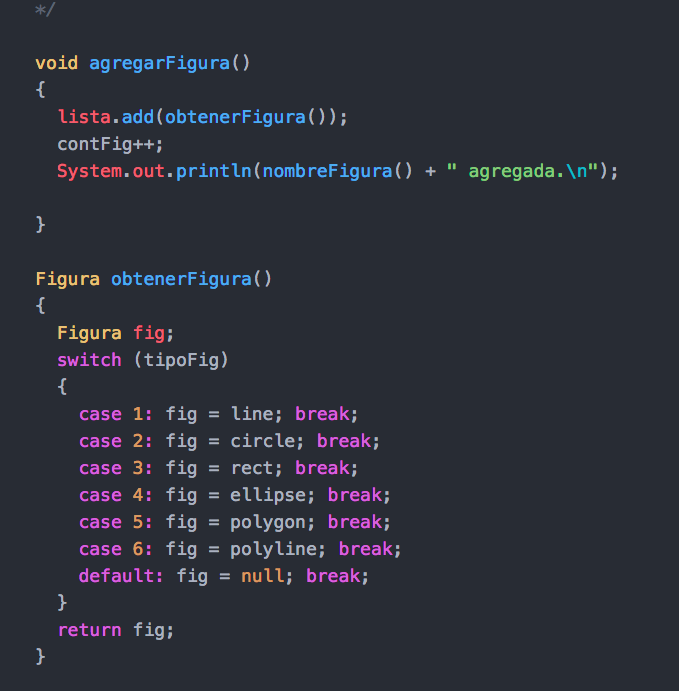 */
void agregarFigura()
{
lista.add(obtenerFigura());
contFig++;
System.out.println(nombreFigura() + " agregada.\n");
}
Figura obtenerFigura()
{
Figura fig;
switch (tipoFig)
{
case 1: fig = line; break;
case 2: fig = circle; break;
case 3: fig = rect; break;
case 4: fig = ellipse; break;
case 5: fig = polygon; break;
case 6: fig = polyline; break;
default: fig = null; break;
}
return fig;
}